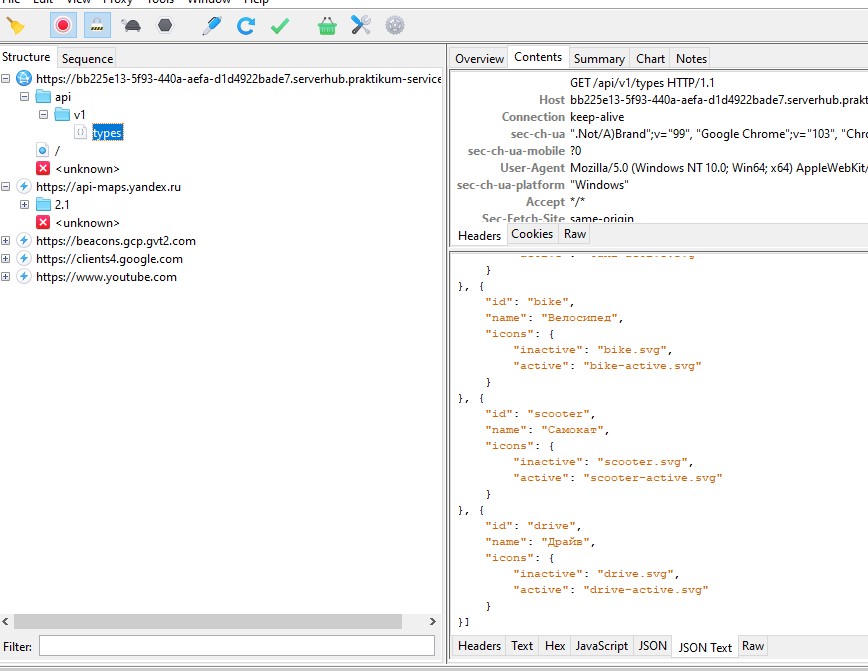 File Edit View Proxy Tools Window Help
Structure Sequence
https://bb225e13-5f93-440a-aefa-d1d4922bade7.serverhub.praktikum-service
api
v1
types
/
<unknown>
https://api-maps.yandex.ru
2.1
<unknown>
https://beacons.gcp.gvt2.com
https://clients4.google.com
https://www.youtube.com
Filter:
Overview Contents Summary Chart Notes
GET /api/v1/types HTTP/1.1
Host bb225e13-5f93-440a-aefa-d1d4922bade7.serverhub.prakt
Connection keep-alive
sec-ch-ua ".Not/A)Brand";v="99", "Google Chrome";v="103", "Chro
sec-ch-ua-mobile ?0
User-Agent Mozilla/5.0 (Windows NT 10.0; Win64; x64) AppleWebKit/
sec-ch-ua-platform "Windows"
Accept */*
Sec-Fetch-Site same-origin
Headers Cookies Raw
}
}, {
"id": "bike",
"name": "Велосипед",
"icons": {
"inactive": "bike.svg",
"active": "bike-active.svg"
}
}, {
"id": "scooter",
"name": "Самокат",
"icons": {
"inactive": "scooter.svg",
"active": "scooter-active.svg"
}
}, {
"id": "drive",
"name": "Драйв",
"icons": {
"inactive": "drive.svg",
"active": "drive-active.svg"
}
}]
Headers Text Hex JavaScript JSON JSON Text Raw